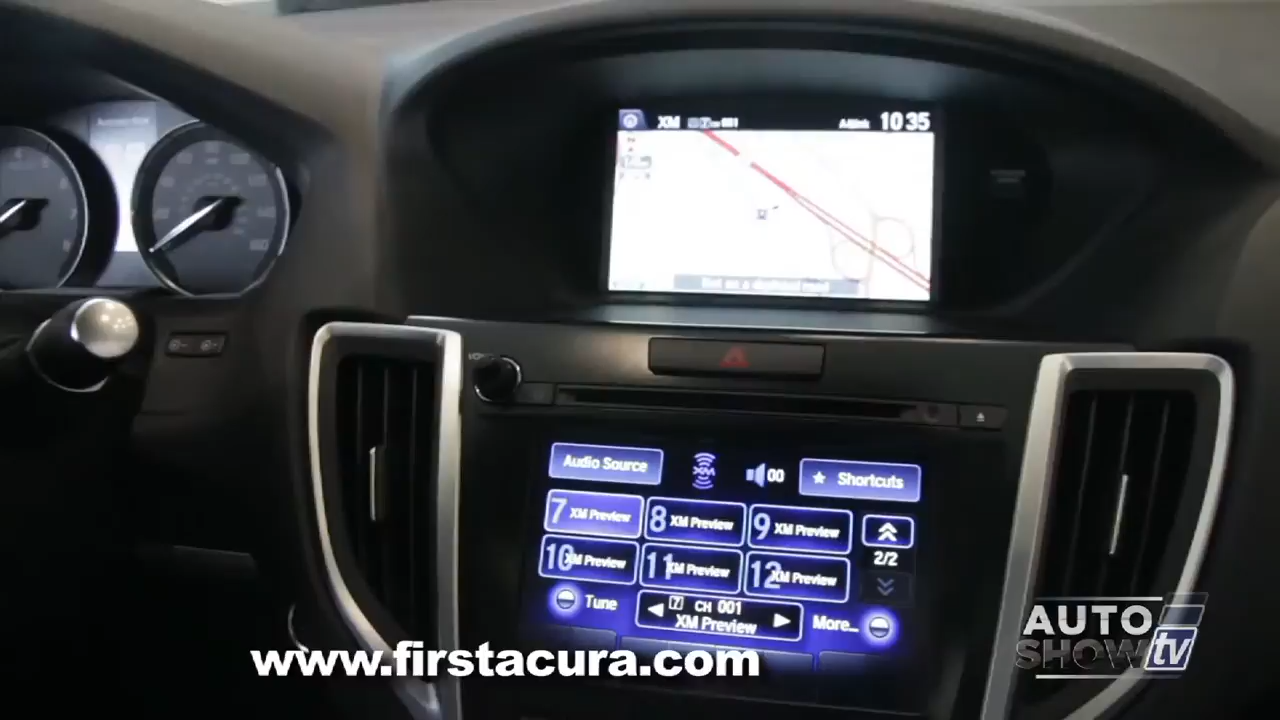 XM
10 35
Audio Source
XM
00
Shortcuts
7 XM Preview
8 XM Preview
9 XM Preview
2/2
10 XM Preview
11 XM Preview
12 XM Preview
Tune
7 CH 001
XM Preview
More...
www.firstacura.com
AUTO
SHOW tv